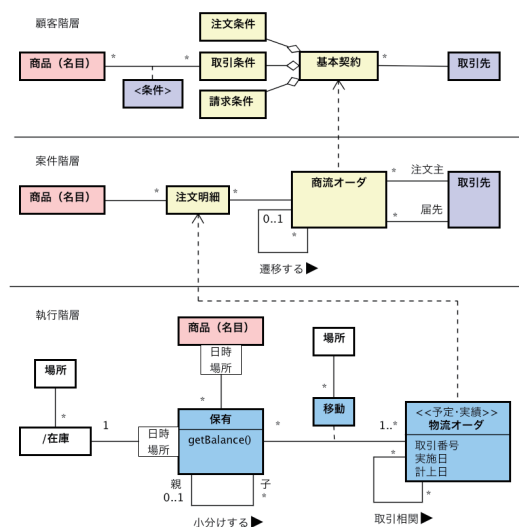 顧客階層
注文条件
商品（名目）
*
*
取引条件
基本契約
*
取引先
<条件>
請求条件
案件階層
商品（名目）
*
注文明細
*
商流オーダ
*
注文主
取引先
0..1
*
*
届先
遷移する ▶
執行階層
商品（名目）
日時
場所
場所
場所
*
*
*
移動
保有
getBalance()
/在庫
1
日時
場所
*
1..*
<<予定・実績>>
物流オーダ
取引番号
実施日
計上日
*
*
親
0..1
子
*
小分けする ▶
取引相関 ▶